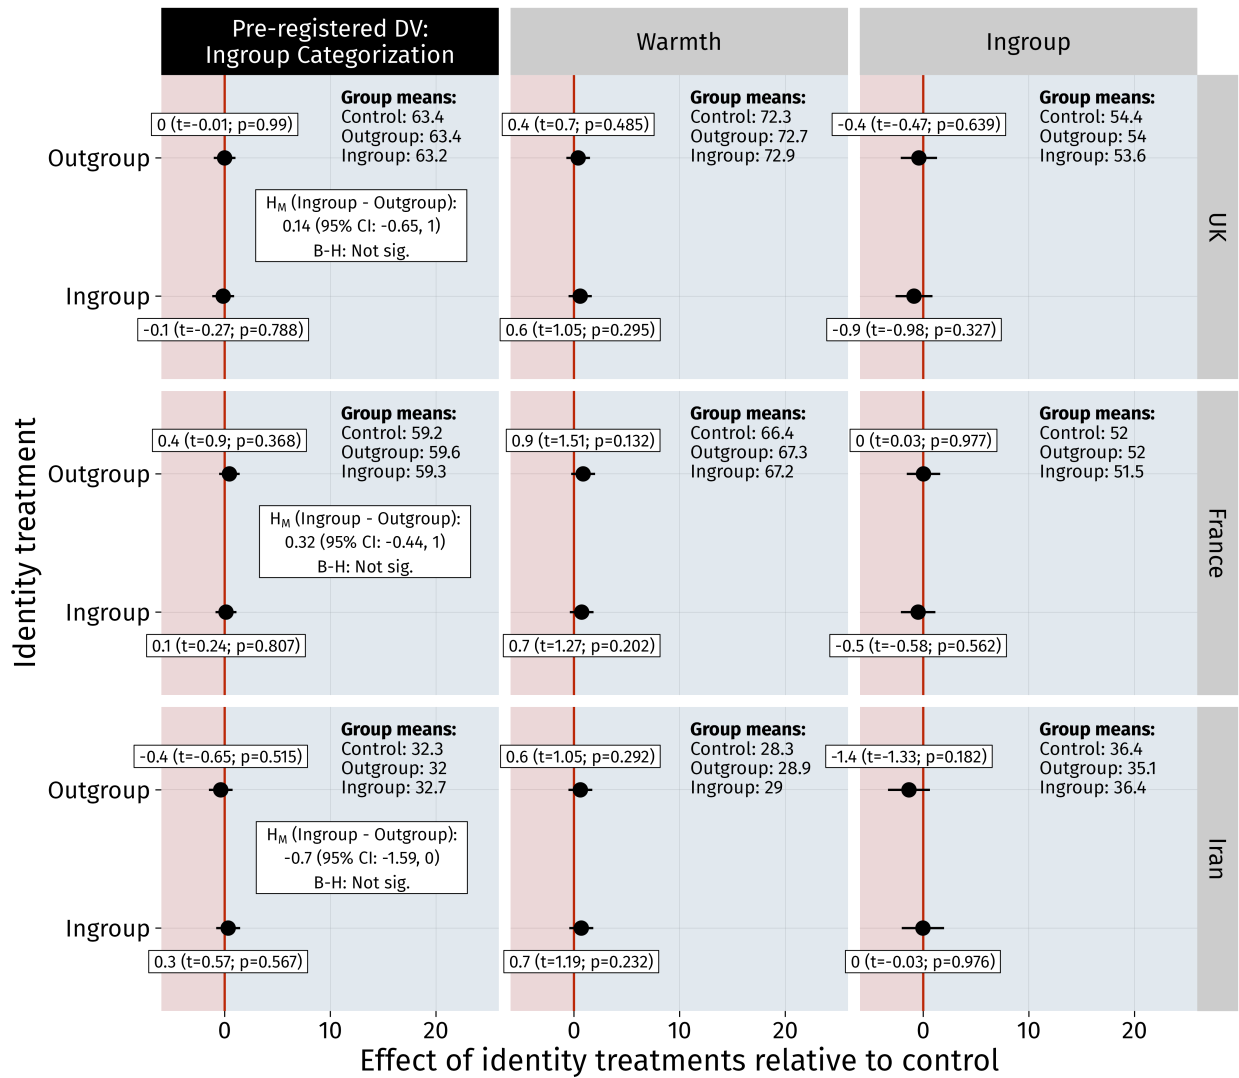 Pre-registered DV:
Ingroup Categorization
Warmth
Ingroup
Identity treatment
UK
Outgroup
Ingroup
0 (t=-0.01; p=0.99)
Group means:
Control: 63.4
Outgroup: 63.4
Ingroup: 63.2
HM (Ingroup - Outgroup):
0.14 (95% CI: -0.65, 1)
B-H: Not sig.
-0.1 (t=-0.27; p=0.788)
0.4 (t=0.7; p=0.485)
Group means:
Control: 72.3
Outgroup: 72.7
Ingroup: 72.9
0.6 (t=1.05; p=0.295)
-0.4 (t=-0.47; p=0.639)
Group means:
Control: 54.4
Outgroup: 54
Ingroup: 53.6
-0.9 (t=-0.98; p=0.327)
France
Outgroup
Ingroup
0.4 (t=0.9; p=0.368)
Group means:
Control: 59.2
Outgroup: 59.6
Ingroup: 59.3
HM (Ingroup - Outgroup):
0.32 (95% CI: -0.44, 1)
B-H: Not sig.
0.1 (t=0.24; p=0.807)
0.9 (t=1.51; p=0.132)
Group means:
Control: 66.4
Outgroup: 67.3
Ingroup: 67.2
0.7 (t=1.27; p=0.202)
0 (t=0.03; p=0.977)
Group means:
Control: 52
Outgroup: 52
Ingroup: 51.5
-0.5 (t=-0.58; p=0.562)
Iran
Outgroup
Ingroup
-0.4 (t=-0.65; p=0.515)
Group means:
Control: 32.3
Outgroup: 32
Ingroup: 32.7
HM (Ingroup - Outgroup):
-0.7 (95% CI: -1.59, 0)
B-H: Not sig.
0.3 (t=0.57; p=0.567)
0.6 (t=1.05; p=0.292)
Group means:
Control: 28.3
Outgroup: 28.9
Ingroup: 29
0.7 (t=1.19; p=0.232)
-1.4 (t=-1.33; p=0.182)
Group means:
Control: 36.4
Outgroup: 35.1
Ingroup: 36.4
0 (t=-0.03; p=0.976)
0 10 20
0 10 20
0 10 20
Effect of identity treatments relative to control